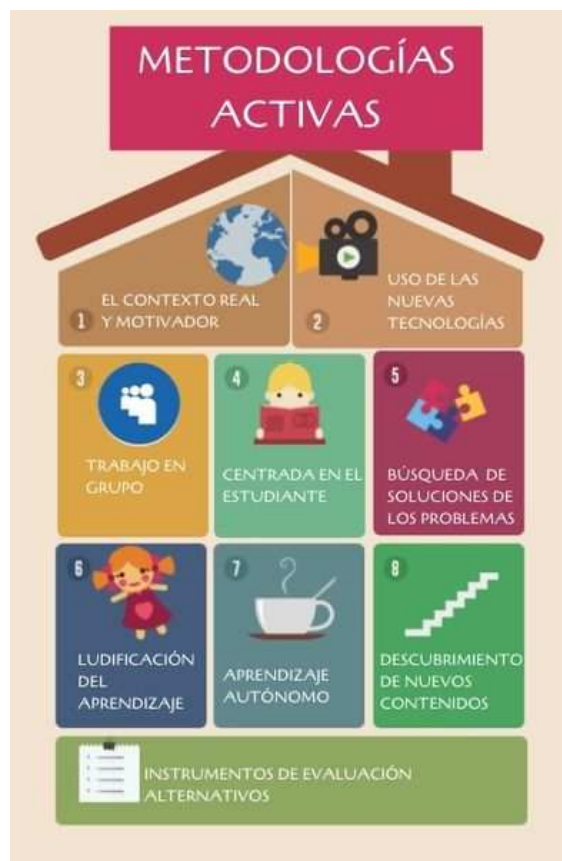 METODOLOGÍAS
ACTIVAS
EL CONTEXTO REAL
1 Y MOTIVADOR
USO DE LAS
NUEVAS
2 TECNOLOGÍAS
3
TRABAJO EN
GRUPO
4
CENTRADA EN EL
ESTUDIANTE
5
BÚSQUEDA DE
SOLUCIONES DE
LOS PROBLEMAS
6
LUDIFICACIÓN
DEL
APRENDIZAJE
7
APRENDIZAJE
AUTÓNOMO
8
DESCUBRIMIENTO
DE NUEVOS
CONTENIDOS
INSTRUMENTOS DE EVALUACIÓN
ALTERNATIVOS